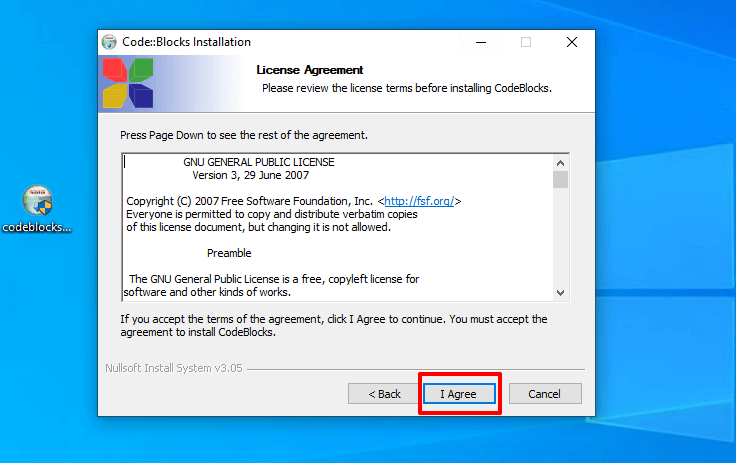 Code::Blocks Installation
License Agreement
Please review the license terms before installing CodeBlocks.
Press Page Down to see the rest of the agreement.
GNU GENERAL PUBLIC LICENSE
Version 3, 29 June 2007
Copyright (C) 2007 Free Software Foundation, Inc. <http://fsf.org/>
Everyone is permitted to copy and distribute verbatim copies
of this license document, but changing it is not allowed.
Preamble
The GNU General Public License is a free, copyleft license for
software and other kinds of works.
If you accept the terms of the agreement, click I Agree to continue. You must accept the
agreement to install CodeBlocks.
Nullsoft Install System v3.05
< Back I Agree Cancel
codeblocks...